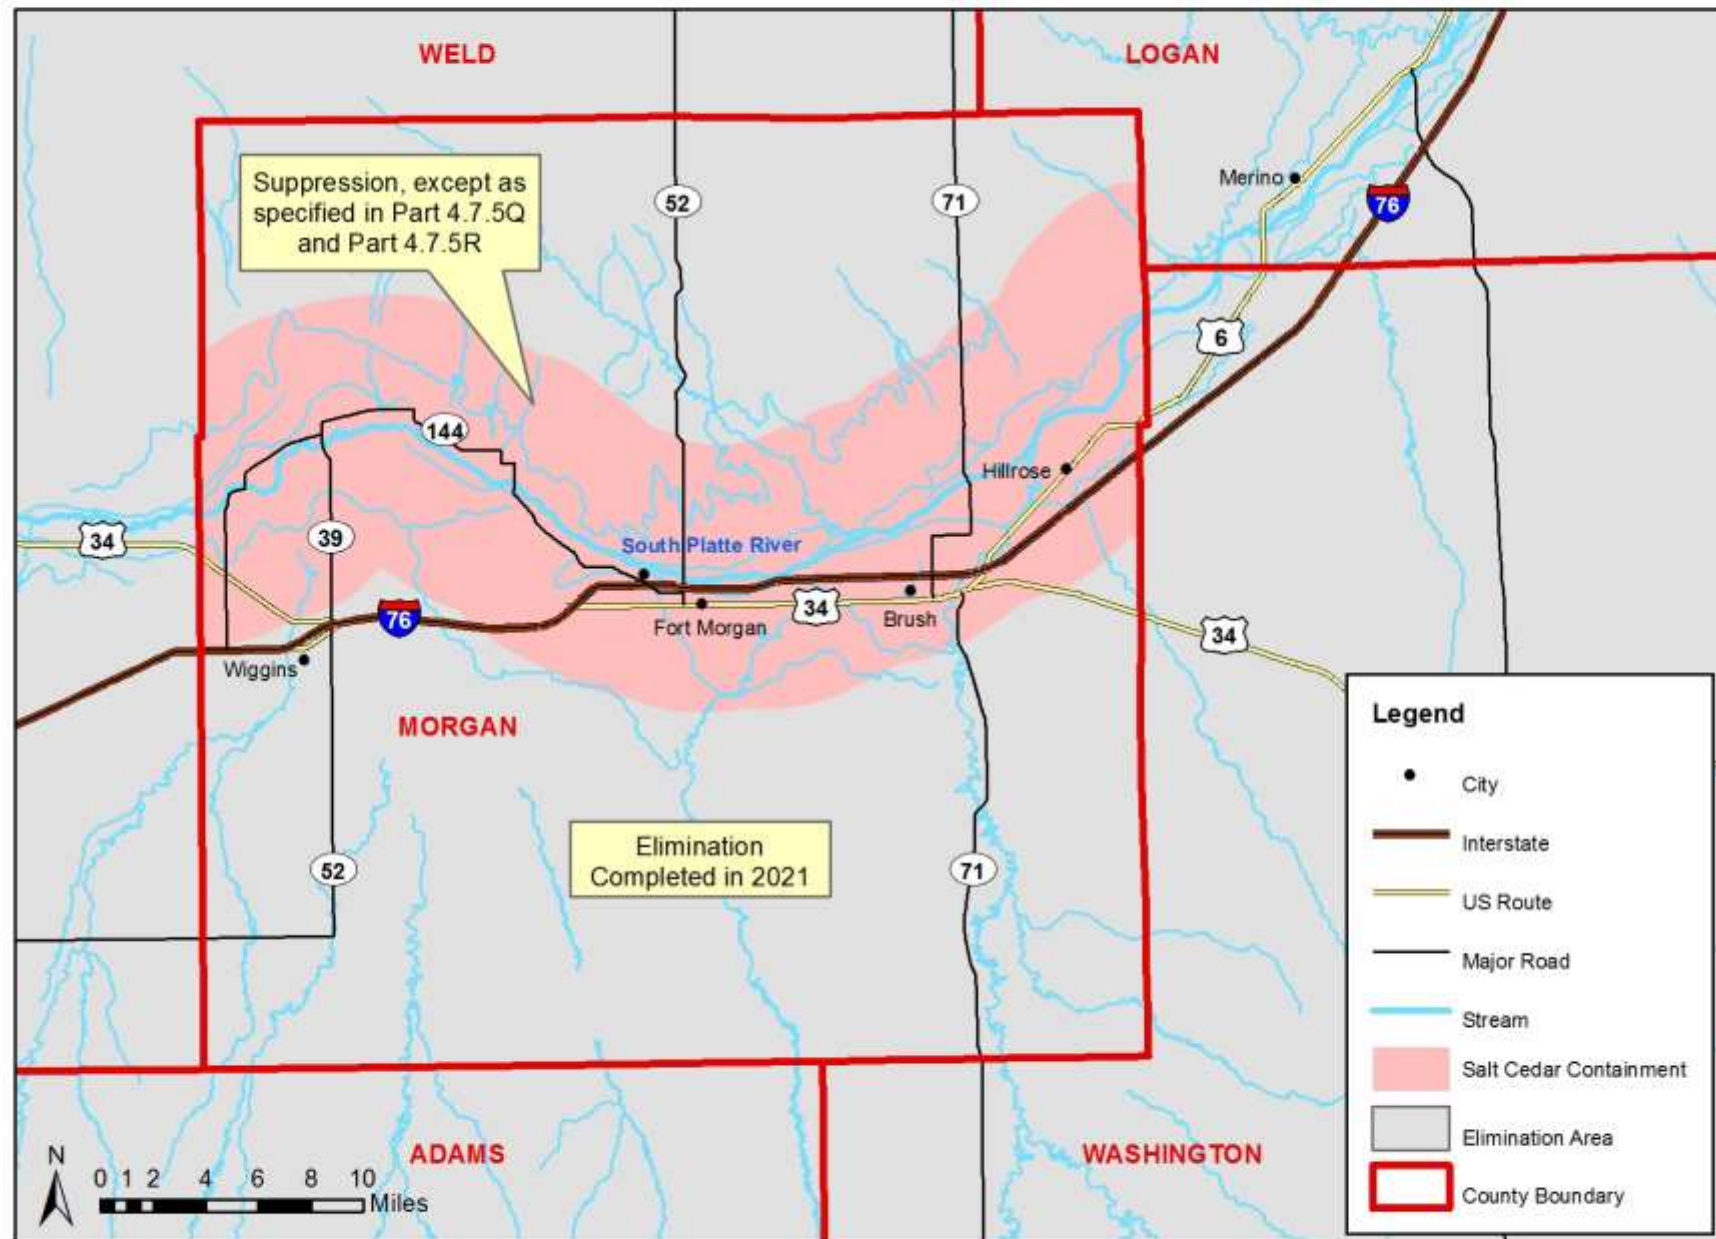 WELD
LOGAN
Suppression, except as
specified in Part 4.7.5Q
and Part 4.7.5R
52
71
Merino
76
6
144
Hillrose
34
39
South Platte River
76
Fort Morgan
34
Brush
34
Wiggins
MORGAN
Elimination
Completed in 2021
52
71
Legend
City
Interstate
US Route
Major Road
Stream
Salt Cedar Containment
Elimination Area
County Boundary
ADAMS
WASHINGTON
N
0 1 2 4 6 8 10
Miles